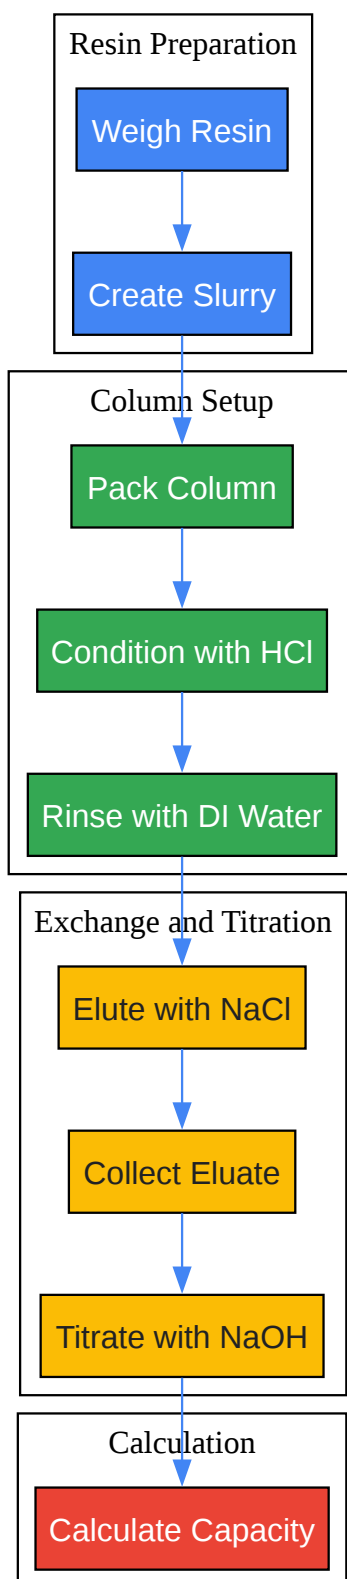 Resin Preparation
Weigh Resin
Create Slurry
Column Setup
Pack Column
Condition with HCl
Rinse with DI Water
Exchange and Titration
Elute with NaCl
Collect Eluate
Titrate with NaOH
Calculation
Calculate Capacity